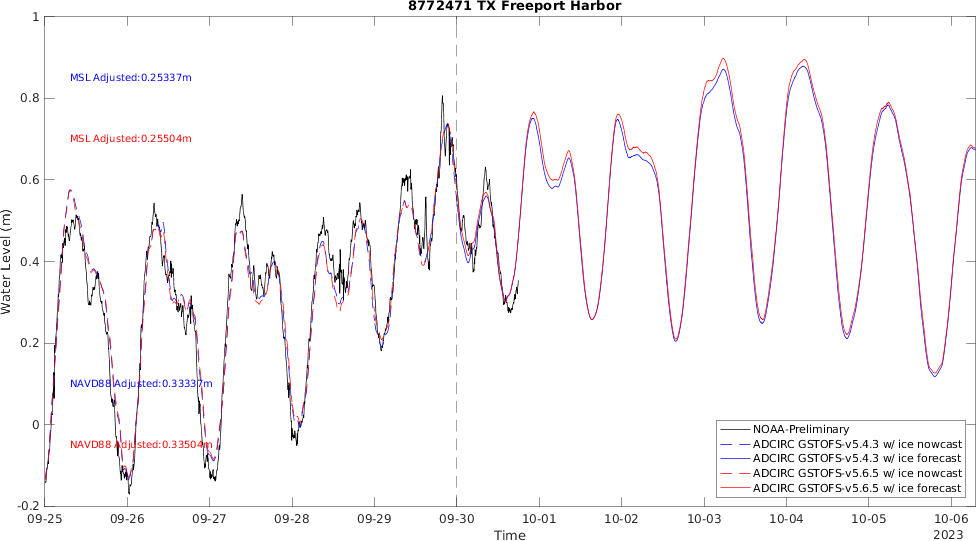 8772471 TX Freeport Harbor
1
0.8
0.6
0.4
0.2
0
-0.2
Water Level (m)
MSL Adjusted:0.25337m
MSL Adjusted:0.25504m
NAVD88 Adjusted:0.33337m
NAVD88 Adjusted:0.33504m
NOAA-Preliminary
ADCIRC GSTOFS-v5.4.3 w/ ice nowcast
ADCIRC GSTOFS-v5.4.3 w/ ice forecast
ADCIRC GSTOFS-v5.6.5 w/ ice nowcast
ADCIRC GSTOFS-v5.6.5 w/ ice forecast
09-25 09-26 09-27 09-28 09-29 09-30 10-01 10-02 10-03 10-04 10-05 10-06
Time
2023